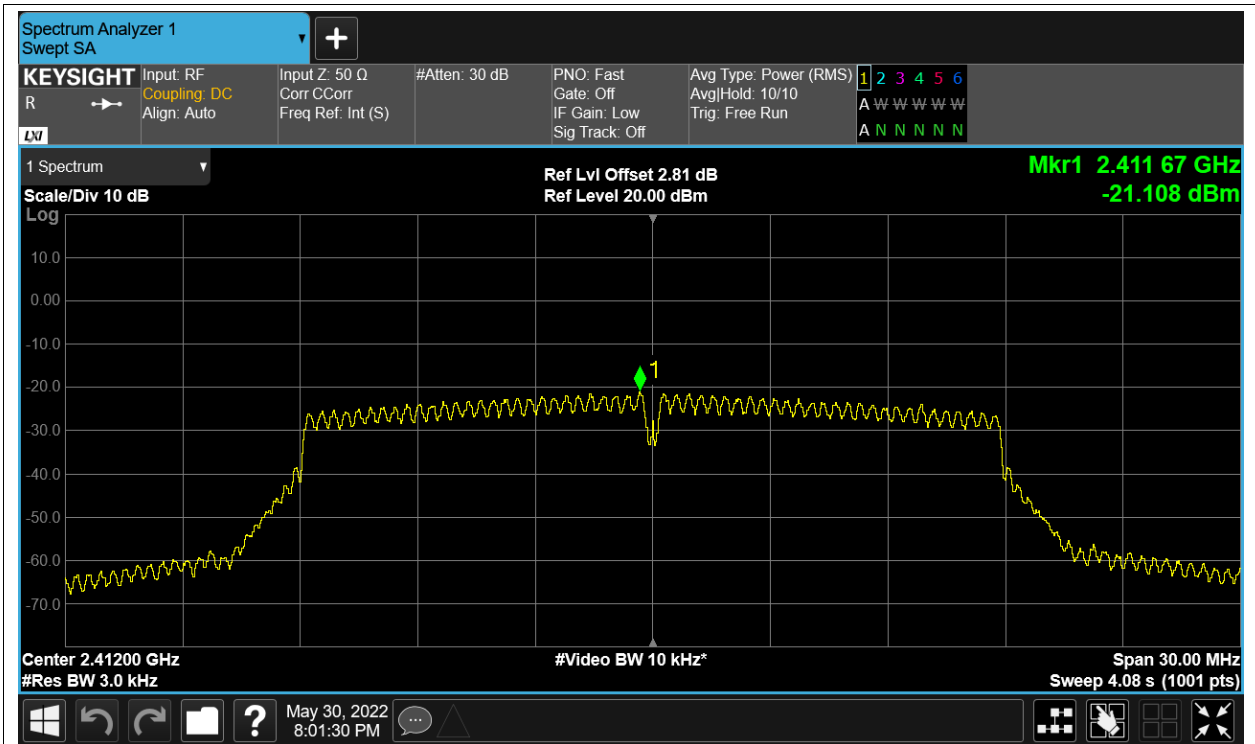 Spectrum Analyzer 1
Swept SA
KEYSIGHT
R
LXI
Input: RF
Coupling: DC
Align: Auto
Input Z: 50 Ω
Corr CCorr
Freq Ref: Int (S)
#Atten: 30 dB
PNO: Fast
Gate: Off
IF Gain: Low
Sig Track: Off
Avg Type: Power (RMS)
Avg|Hold: 10/10
Trig: Free Run
1 2 3 4 5 6
A W W W W W
A N N N N N
1 Spectrum
Scale/Div 10 dB
Log
Ref Lvl Offset 2.81 dB
Ref Level 20.00 dBm
Mkr1 2.411 67 GHz
-21.108 dBm
10.0
0.00
-10.0
1
-20.0
-30.0
-40.0
-50.0
-60.0
-70.0
Center 2.41200 GHz
#Video BW 10 kHz*
Span 30.00 MHz
#Res BW 3.0 kHz
Sweep 4.08 s (1001 pts)
?
May 30, 2022
8:01:30 PM